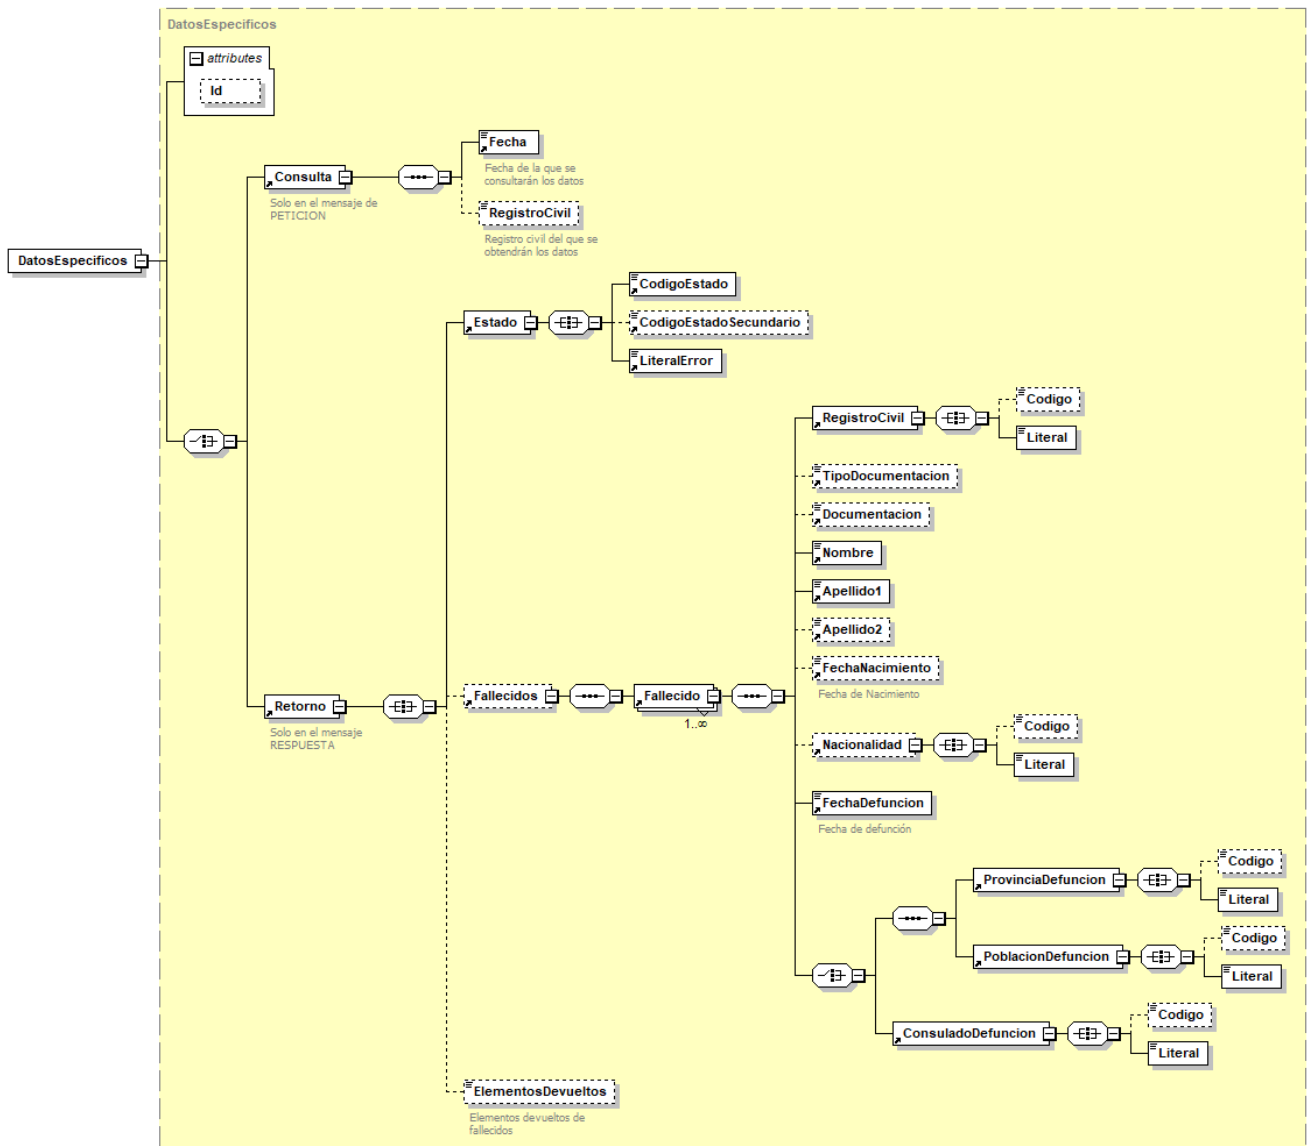 DatosEspecificos
attributes
Id
Fecha
Fecha de la que se
consultarán los datos
Consulta
Solo en el mensaje de
PETICION
RegistroCivil
Registro civil del que se
obtendrán los datos
DatosEspecificos
CodigoEstado
Estado
CodigoEstadoSecundario
LiteralError
Codigo
RegistroCivil
Literal
TipoDocumentacion
Documentacion
Nombre
Apellido1
Apellido2
FechaNacimiento
Fecha de Nacimiento
Retorno
Solo en el mensaje
RESPUESTA
Fallecidos
Fallecido
1..∞
Codigo
Nacionalidad
Literal
FechaDefuncion
Fecha de defunción
Codigo
ProvinciaDefuncion
Literal
Codigo
PoblacionDefuncion
Literal
Codigo
ConsuladoDefuncion
Literal
ElementosDevueltos
Elementos devueltos de
fallecidos